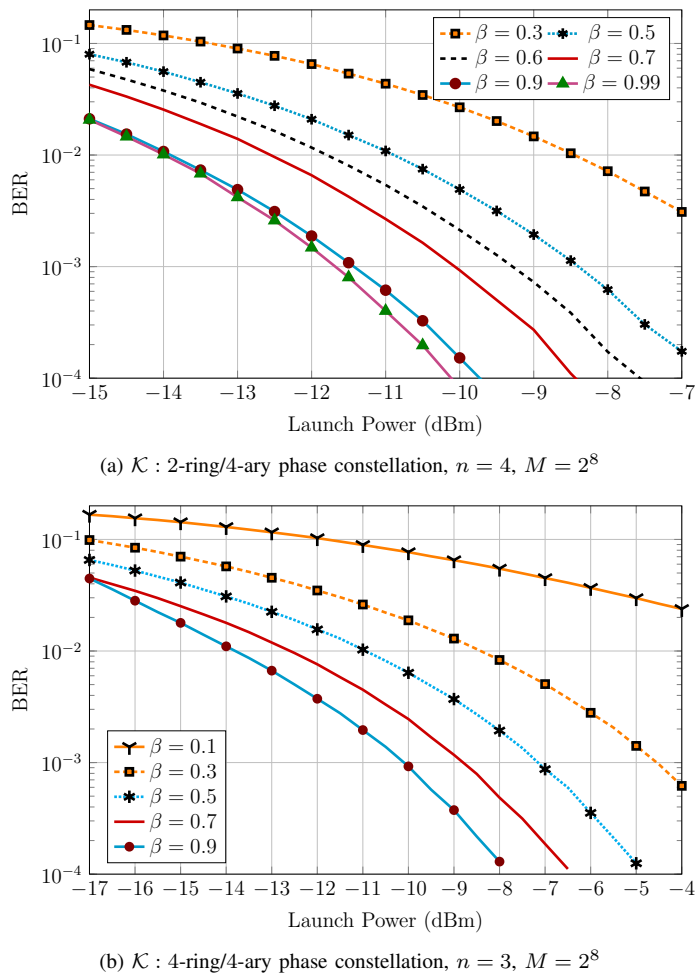 β = 0.3 β = 0.5
β = 0.6 β = 0.7
β = 0.9 β = 0.99
10⁻¹
10⁻²
10⁻³
10⁻⁴
BER
−15 −14 −13 −12 −11 −10 −9 −8 −7
Launch Power (dBm)
(a) 𝒦 : 2-ring/4-ary phase constellation, n = 4, M = 2⁸
10⁻¹
10⁻²
10⁻³
10⁻⁴
BER
β = 0.1
β = 0.3
β = 0.5
β = 0.7
β = 0.9
−17 −16 −15 −14 −13 −12 −11 −10 −9 −8 −7 −6 −5 −4
Launch Power (dBm)
(b) 𝒦 : 4-ring/4-ary phase constellation, n = 3, M = 2⁸